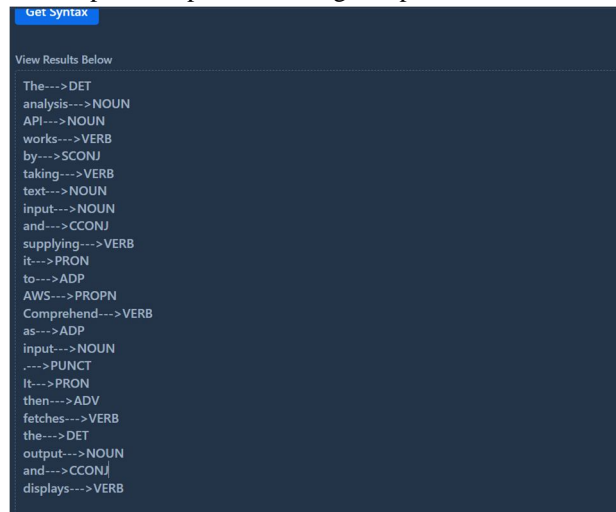 Get Syntax
View Results Below
The--->DET
analysis--->NOUN
API--->NOUN
works--->VERB
by--->SCONJ
taking--->VERB
text--->NOUN
input--->NOUN
and--->CCONJ
supplying--->VERB
it--->PRON
to--->ADP
AWS--->PROPN
Comprehend--->VERB
as--->ADP
input--->NOUN
.--->PUNCT
It--->PRON
then--->ADV
fetches--->VERB
the--->DET
output--->NOUN
and--->CCONJ
displays--->VERB